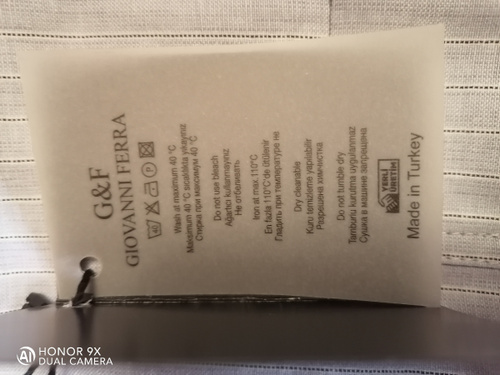 G&F
GIOVANNI FERRA
40
Wash at maximum 40 °C
Maksimum 40 °C sıcaklıkta yıkayınız
Стирка при максимум 40 °C
Do not use bleach
Ağartıcı kullanmayınız
Не отбеливать
Iron at max.110°C
En fazla 110°C'de ütülenir
Гладить при температуре не
Dry cleanable
Kuru temizleme yapılabilir
Разрешена химчистка
Do not tumble dry
Tamburlu kurutma uygulanmaz
Сушка в машине запрещена
YERLİ
ÜRETİM
Made in Turkey
HONOR 9X
DUAL CAMERA